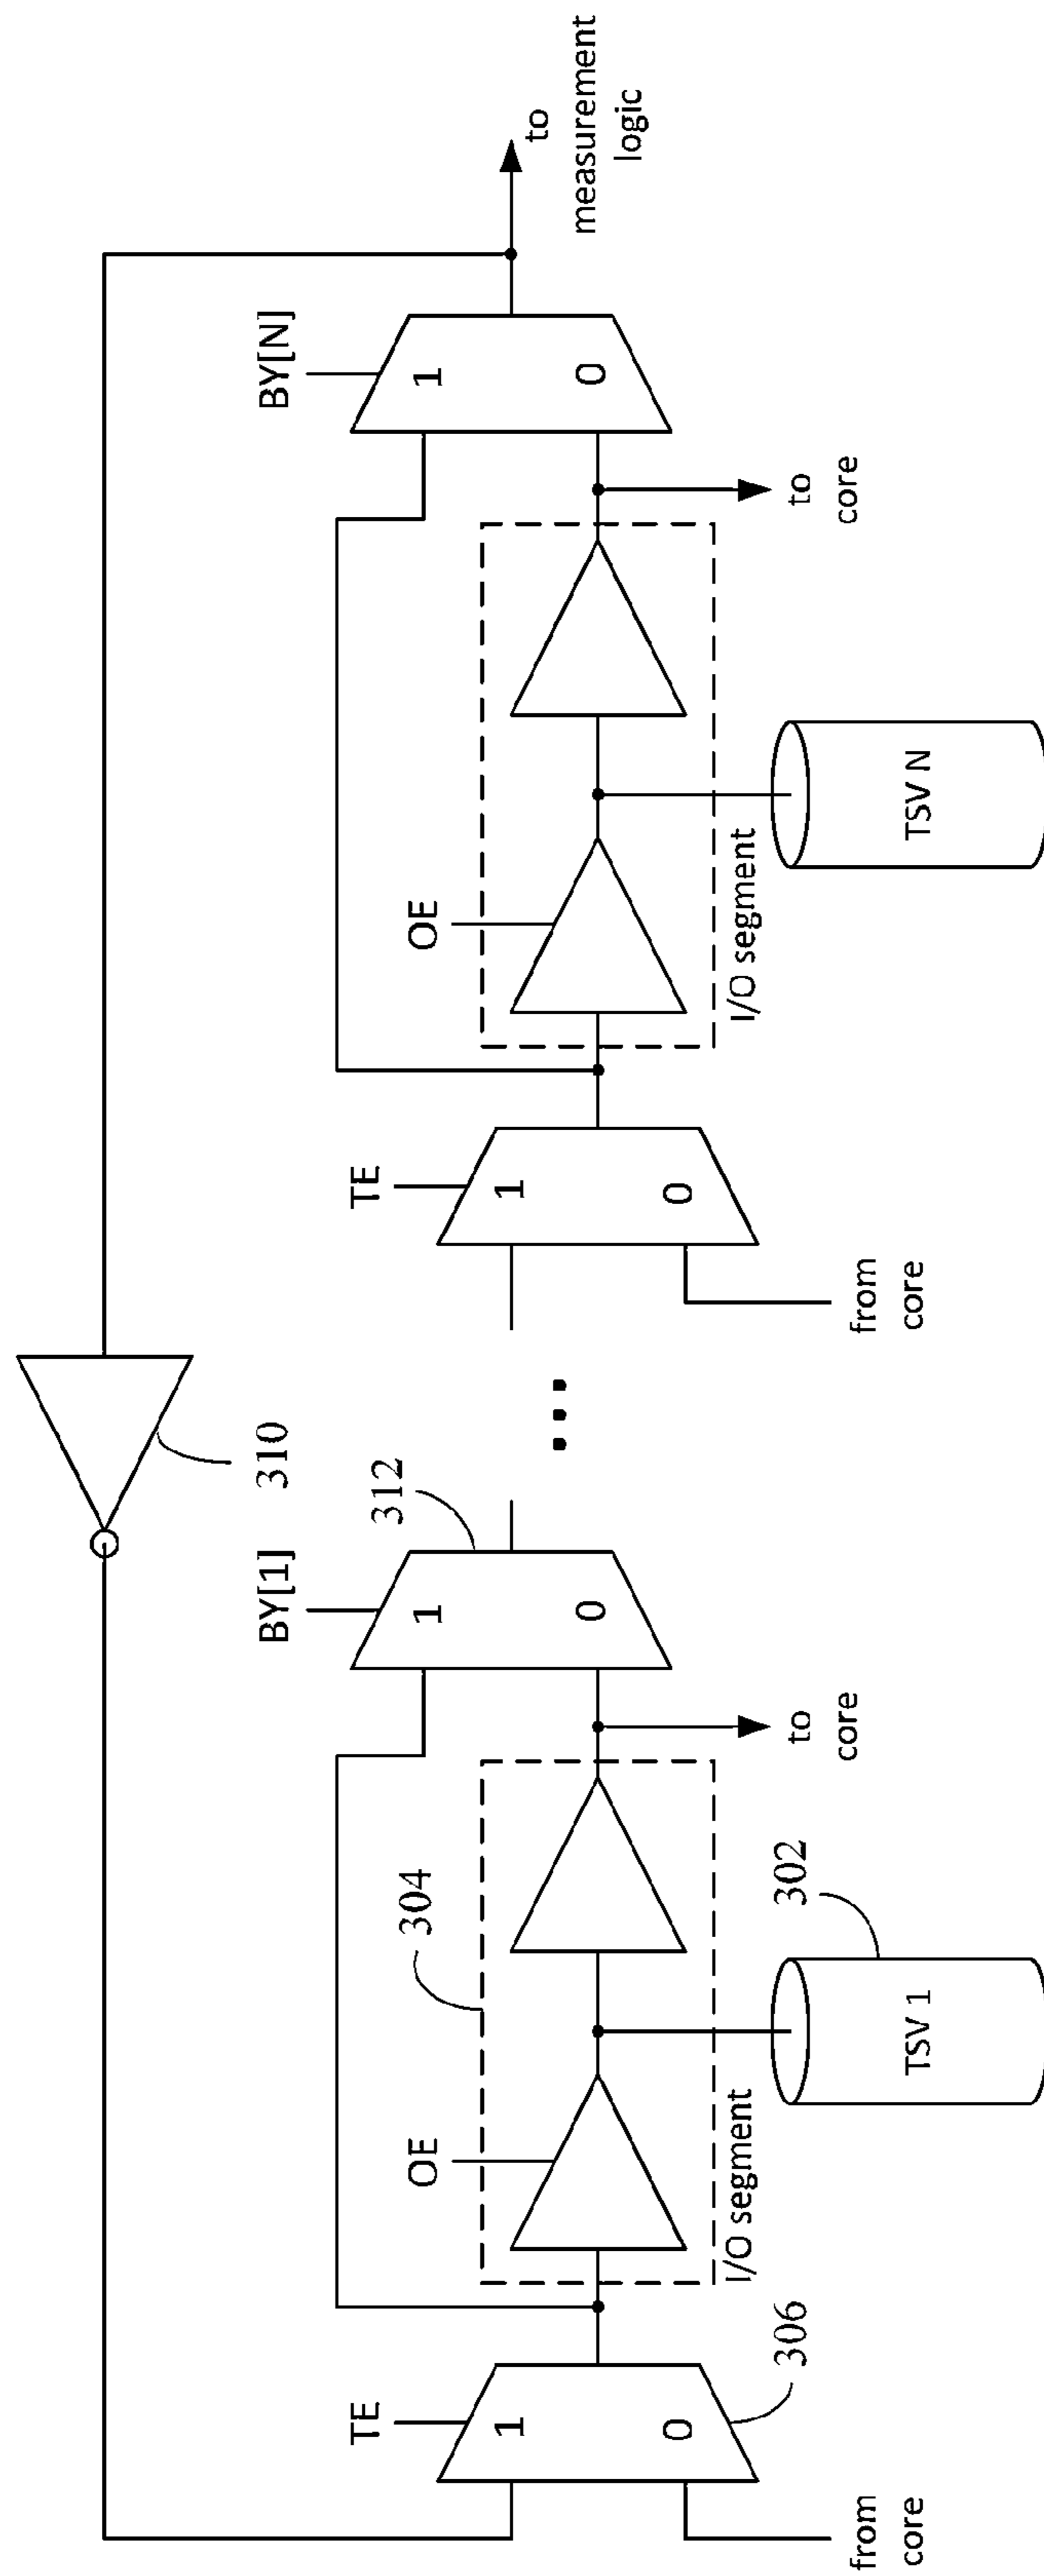 310
BY[1]
BY[N]
312
to
measurement
logic
1
0
1
0
TE
304
OE
TE
OE
1
0
1
0
306
I/O segment
302
to
core
I/O segment
to
core
from
core
TSV 1
from
core
TSV N
...